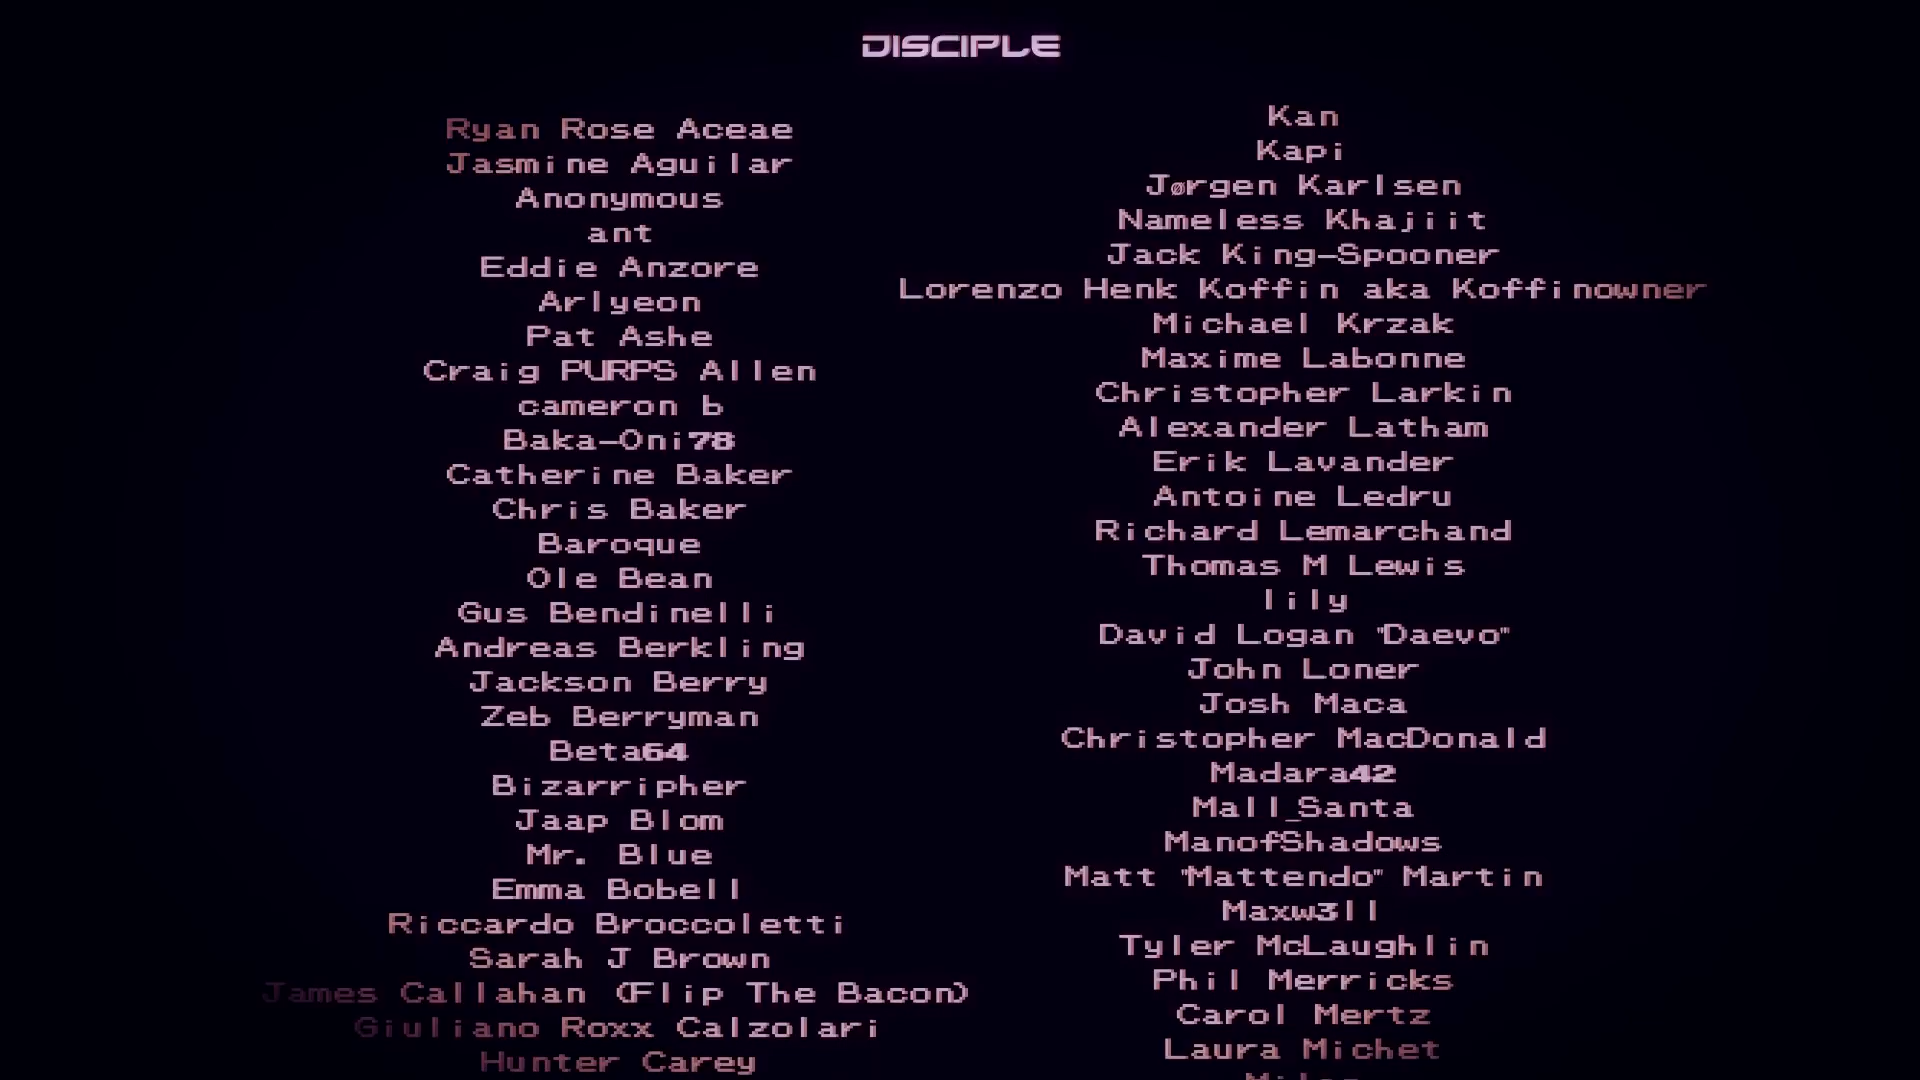 DISCIPLE
Ryan Rose Aceae
Jasmine Aguilar
Anonymous
ant
Eddie Anzore
Arlyeon
Pat Ashe
Craig PURPS Allen
cameron b
Baka-Oni78
Catherine Baker
Chris Baker
Baroque
Ole Bean
Gus Bendinelli
Andreas Berkling
Jackson Berry
Zeb Berryman
Beta64
Bizarripher
Jaap Blom
Mr. Blue
Emma Bobell
Riccardo Broccoletti
Sarah J Brown
James Callahan (Flip The Bacon)
Giuliano Roxx Calzolari
Hunter Carey
Kan
Kapi
Jørgen Karlsen
Nameless Khajiit
Jack King-Spooner
Lorenzo Henk Koffin aka Koffinowner
Michael Krzak
Maxime Labonne
Christopher Larkin
Alexander Latham
Erik Lavander
Antoine Ledru
Richard Lemarchand
Thomas M Lewis
lily
David Logan "Daevo"
John Loner
Josh Maca
Christopher MacDonald
Madara42
Mall_Santa
ManofShadows
Matt "Mattendo" Martin
Maxw3ll
Tyler McLaughlin
Phil Merricks
Carol Mertz
Laura Michet